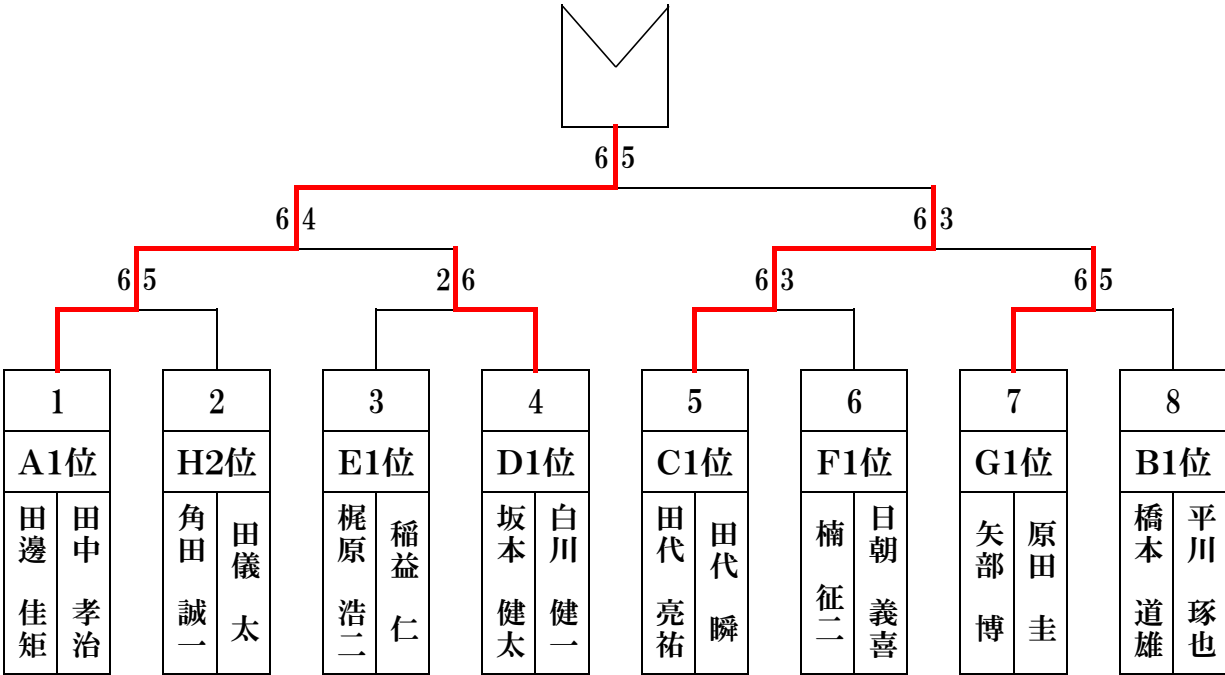 6 5
6 4
6 3
6 5
2 6
6 3
6 5
1
2
3
4
5
6
7
8
A1位
H2位
E1位
D1位
C1位
F1位
G1位
B1位
田邊 佳矩
田中 孝治
角田 誠一
田儀 太
梶原 浩二
稲益 仁
坂本 健太
白川 健一
田代 亮祐
田代 瞬
楠 征二
日朝 義喜
矢部 博
原田 圭
橋本 道雄
平川 琢也